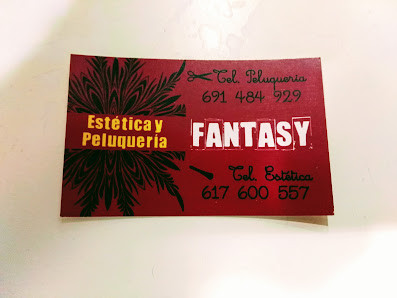 Estética y
Peluquería
Tel. Peluquería
691 484 929
FANTASY
Tel. Estética
617 600 557